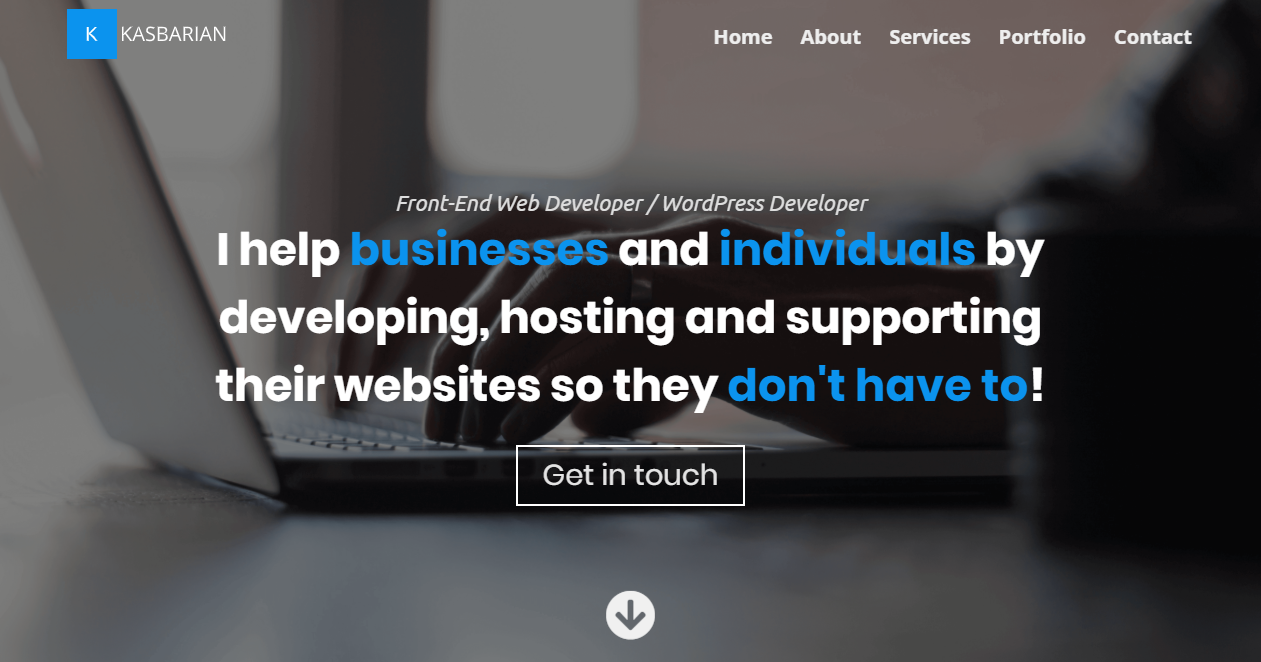 K KASBARIAN
Home About Services Portfolio Contact
Front-End Web Developer / WordPress Developer
I help businesses and individuals by
developing, hosting and supporting
their websites so they don't have to!
Get in touch